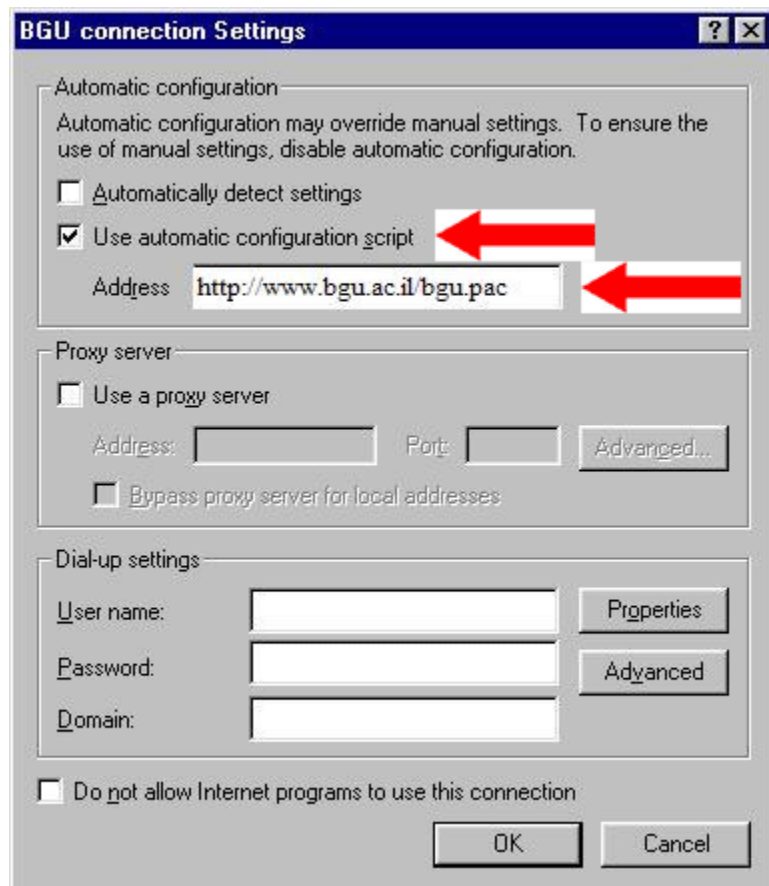 BGU connection Settings
Automatic configuration
Automatic configuration may override manual settings. To ensure the
use of manual settings, disable automatic configuration.
Automatically detect settings
Use automatic configuration script
Address http://www.bgu.ac.il/bgu.pac
Proxy server
Use a proxy server
Address: Port: Advanced...
Bypass proxy server for local addresses
Dial-up settings
User name: Properties
Password: Advanced
Domain:
Do not allow Internet programs to use this connection
OK Cancel